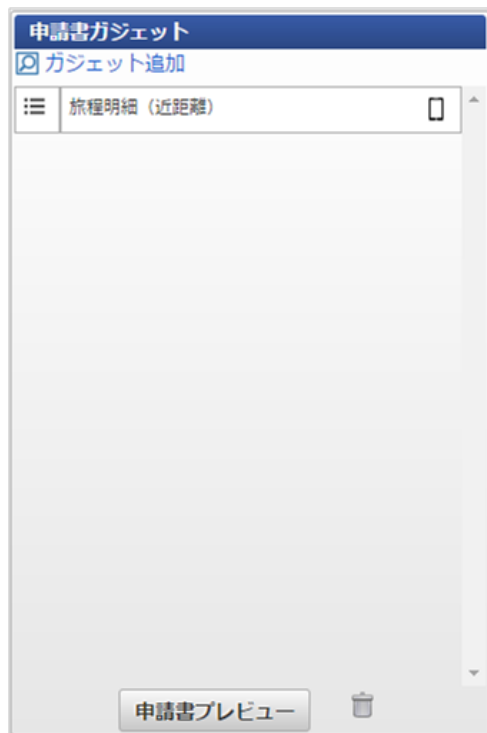 申請書ガジェット
ガジェット追加
旅程明細（近距離）
申請書プレビュー